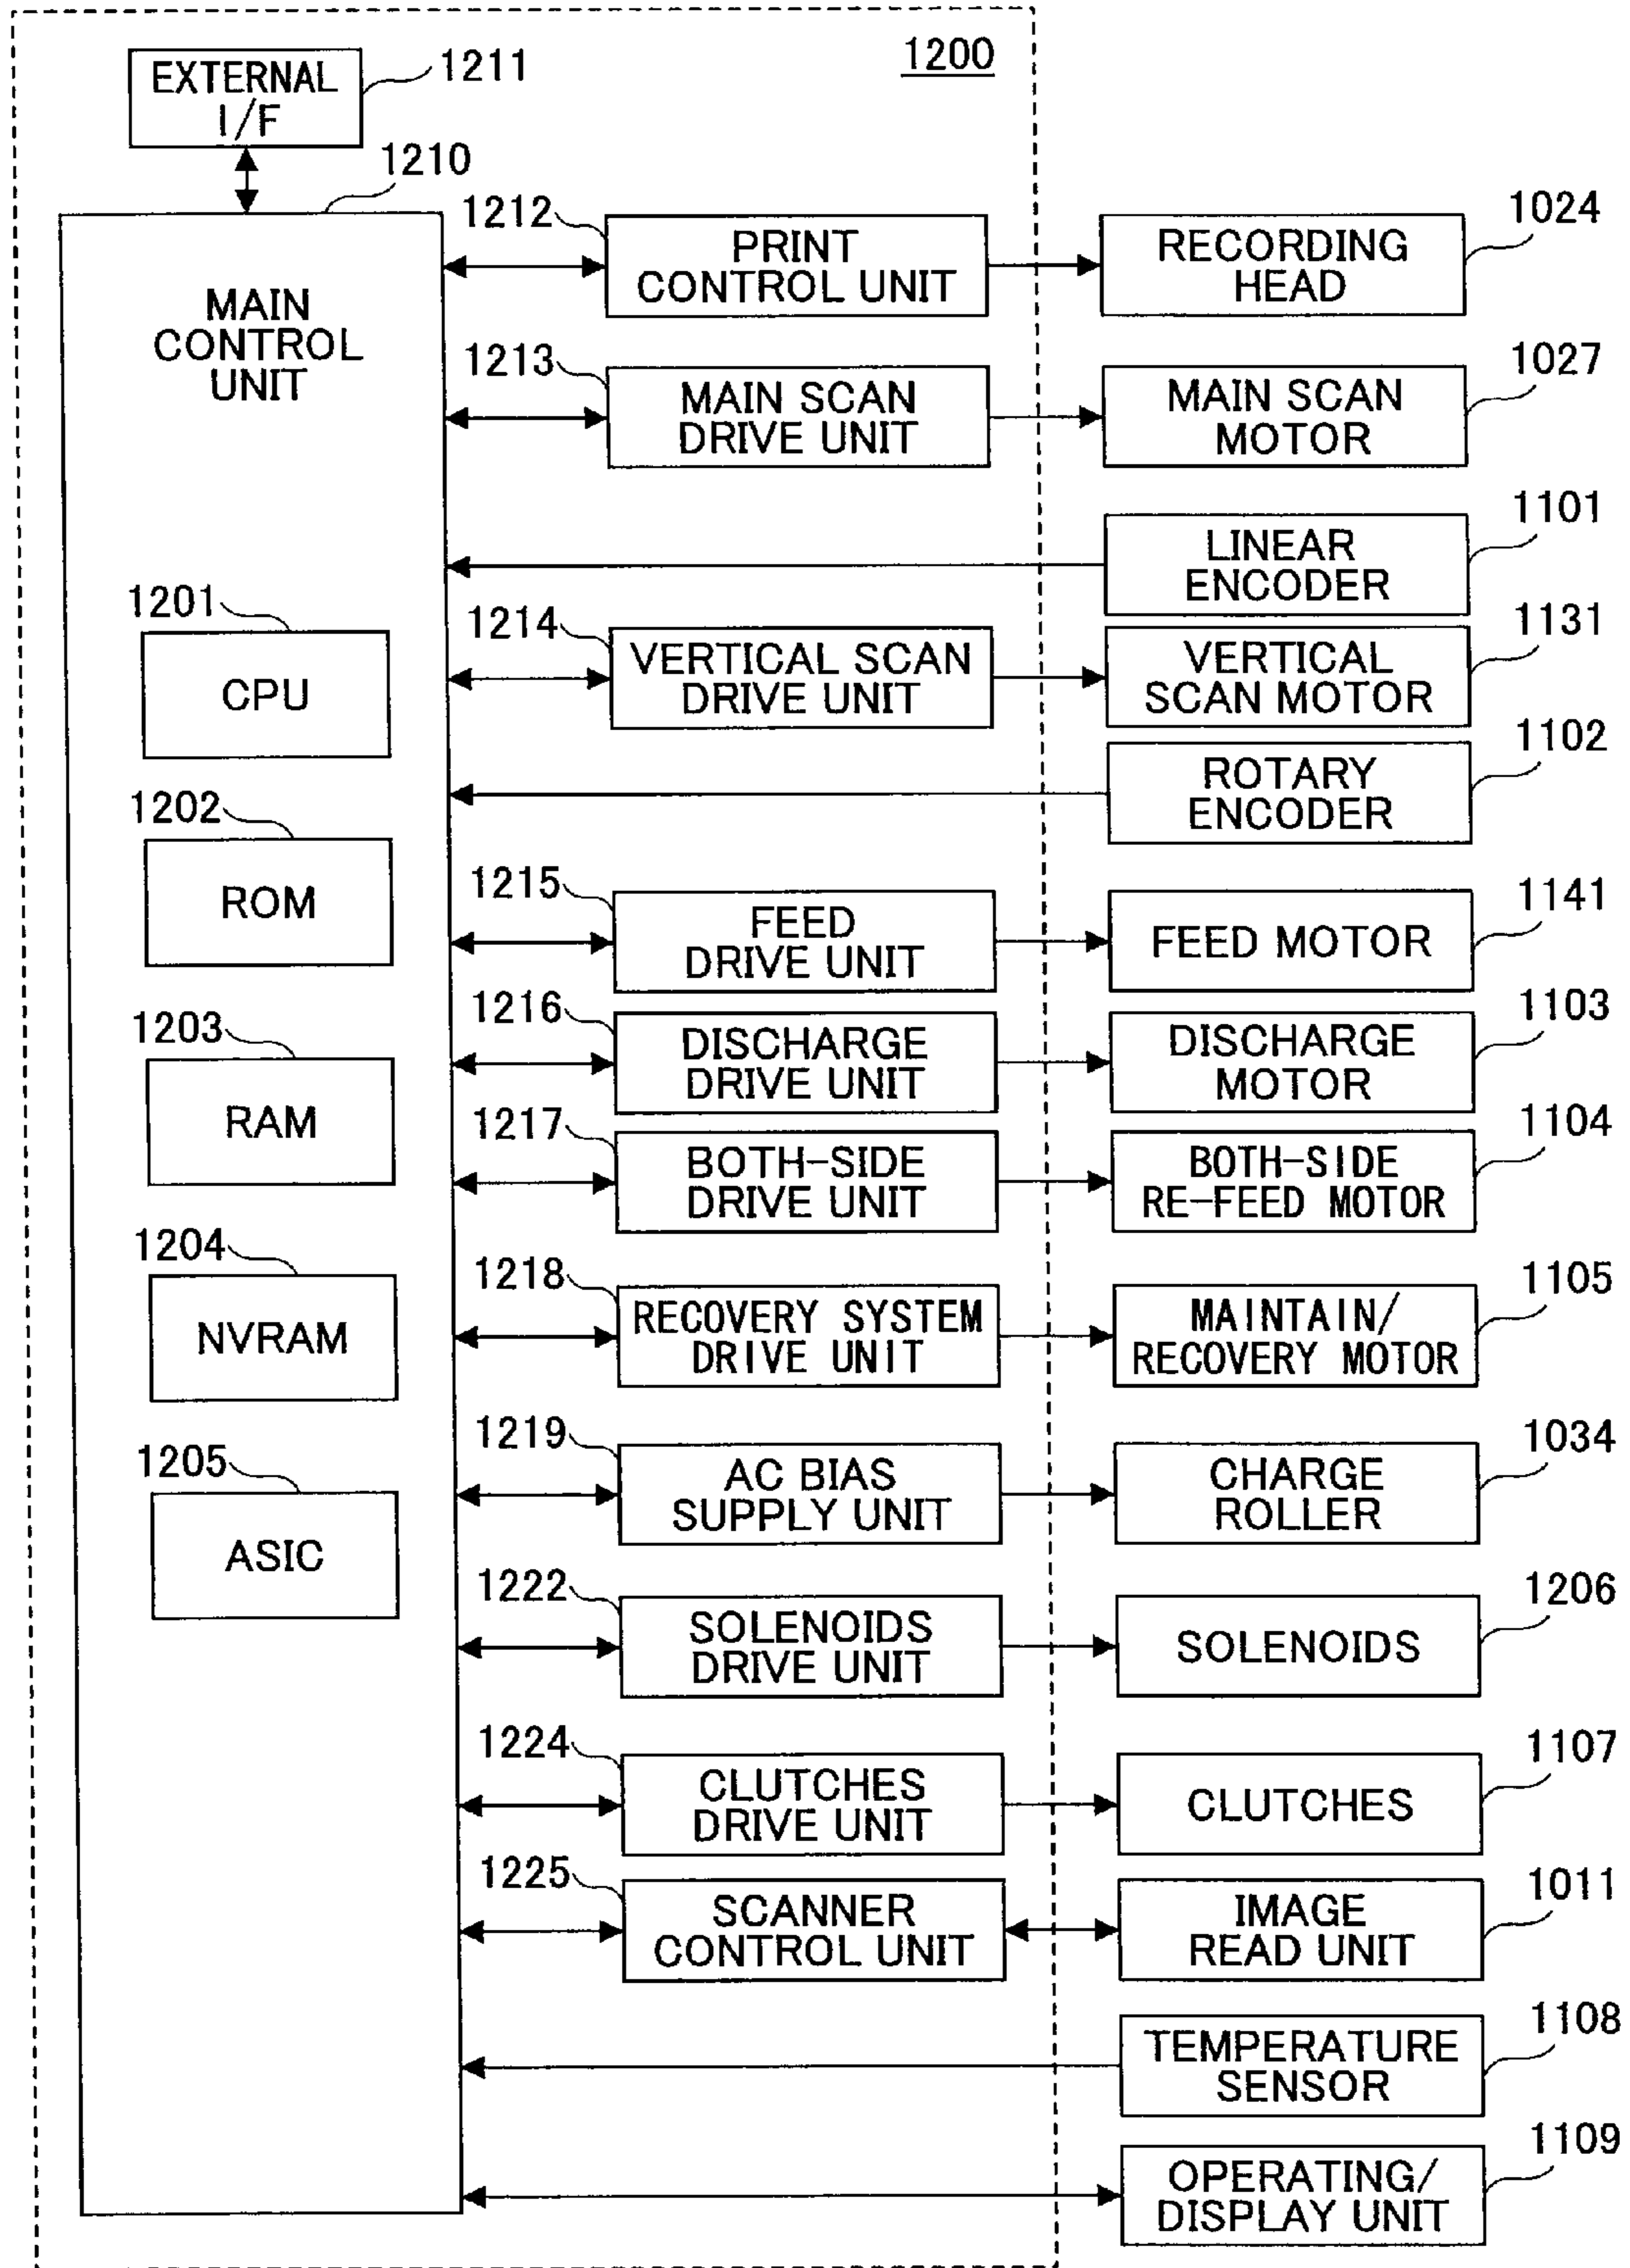 1200
EXTERNAL
I/F
1211
1210
MAIN
CONTROL
UNIT
1201
CPU
1202
ROM
1203
RAM
1204
NVRAM
1205
ASIC
1212
PRINT
CONTROL UNIT
RECORDING
HEAD
1024
1213
MAIN SCAN
DRIVE UNIT
MAIN SCAN
MOTOR
1027
LINEAR
ENCODER
1101
1214
VERTICAL SCAN
DRIVE UNIT
VERTICAL
SCAN MOTOR
1131
ROTARY
ENCODER
1102
1215
FEED
DRIVE UNIT
FEED MOTOR
1141
1216
DISCHARGE
DRIVE UNIT
DISCHARGE
MOTOR
1103
1217
BOTH-SIDE
DRIVE UNIT
BOTH-SIDE
RE-FEED MOTOR
1104
1218
RECOVERY SYSTEM
DRIVE UNIT
MAINTAIN/
RECOVERY MOTOR
1105
1219
AC BIAS
SUPPLY UNIT
CHARGE
ROLLER
1034
1222
SOLENOIDS
DRIVE UNIT
SOLENOIDS
1206
1224
CLUTCHES
DRIVE UNIT
CLUTCHES
1107
1225
SCANNER
CONTROL UNIT
IMAGE
READ UNIT
1011
TEMPERATURE
SENSOR
1108
OPERATING/
DISPLAY UNIT
1109